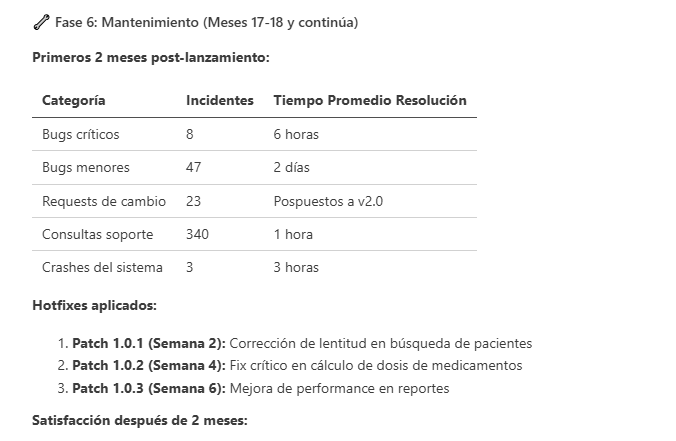 Fase 6: Mantenimiento (Meses 17-18 y continúa)
Primeros 2 meses post-lanzamiento:
Categoría Incidentes Tiempo Promedio Resolución
Bugs críticos 8 6 horas
Bugs menores 47 2 días
Requests de cambio 23 Pospuestos a v2.0
Consultas soporte 340 1 hora
Crashes del sistema 3 3 horas
Hotfixes aplicados:
1. Patch 1.0.1 (Semana 2): Corrección de lentitud en búsqueda de pacientes
2. Patch 1.0.2 (Semana 4): Fix crítico en cálculo de dosis de medicamentos
3. Patch 1.0.3 (Semana 6): Mejora de performance en reportes
Satisfacción después de 2 meses: